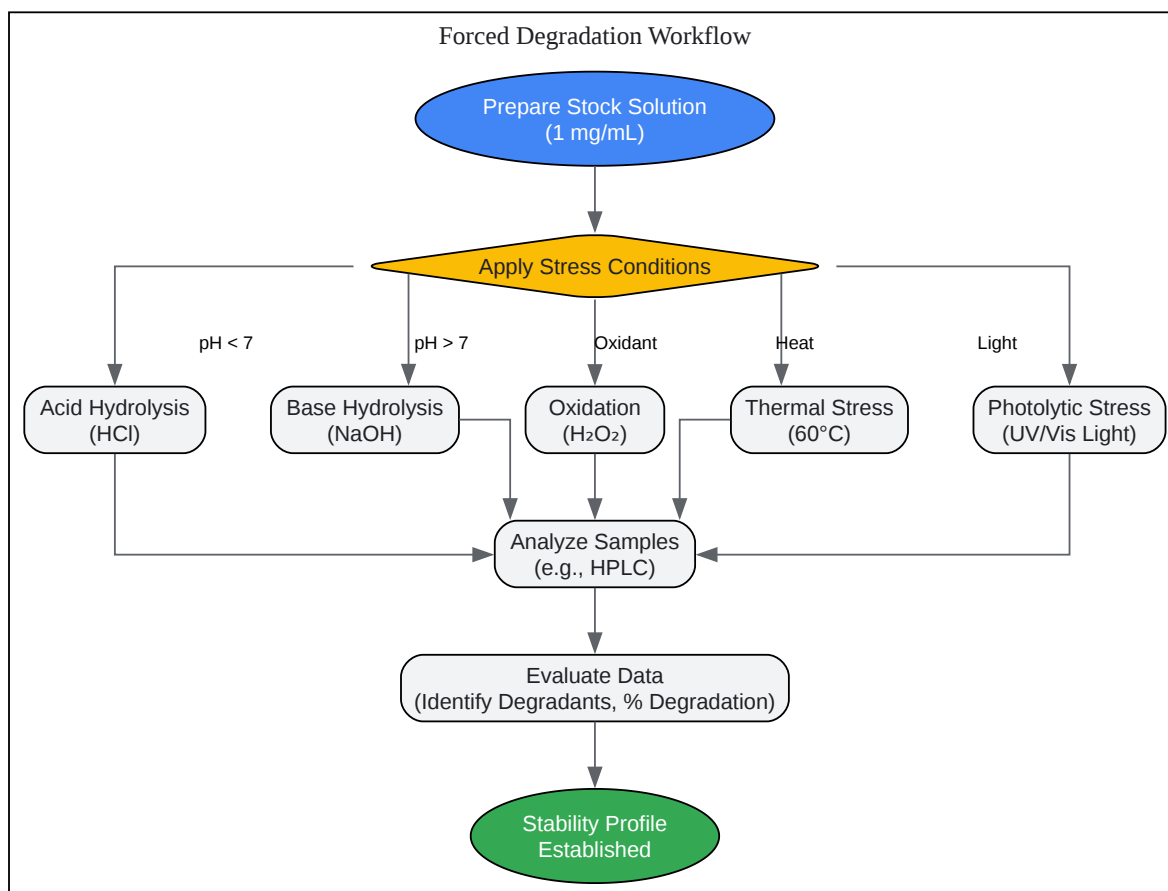 Forced Degradation Workflow
Prepare Stock Solution
(1 mg/mL)
Apply Stress Conditions
pH < 7
pH > 7
Oxidant
Heat
Light
Acid Hydrolysis
(HCl)
Base Hydrolysis
(NaOH)
Oxidation
(H₂O₂)
Thermal Stress
(60°C)
Photolytic Stress
(UV/Vis Light)
Analyze Samples
(e.g., HPLC)
Evaluate Data
(Identify Degradants, % Degradation)
Stability Profile
Established